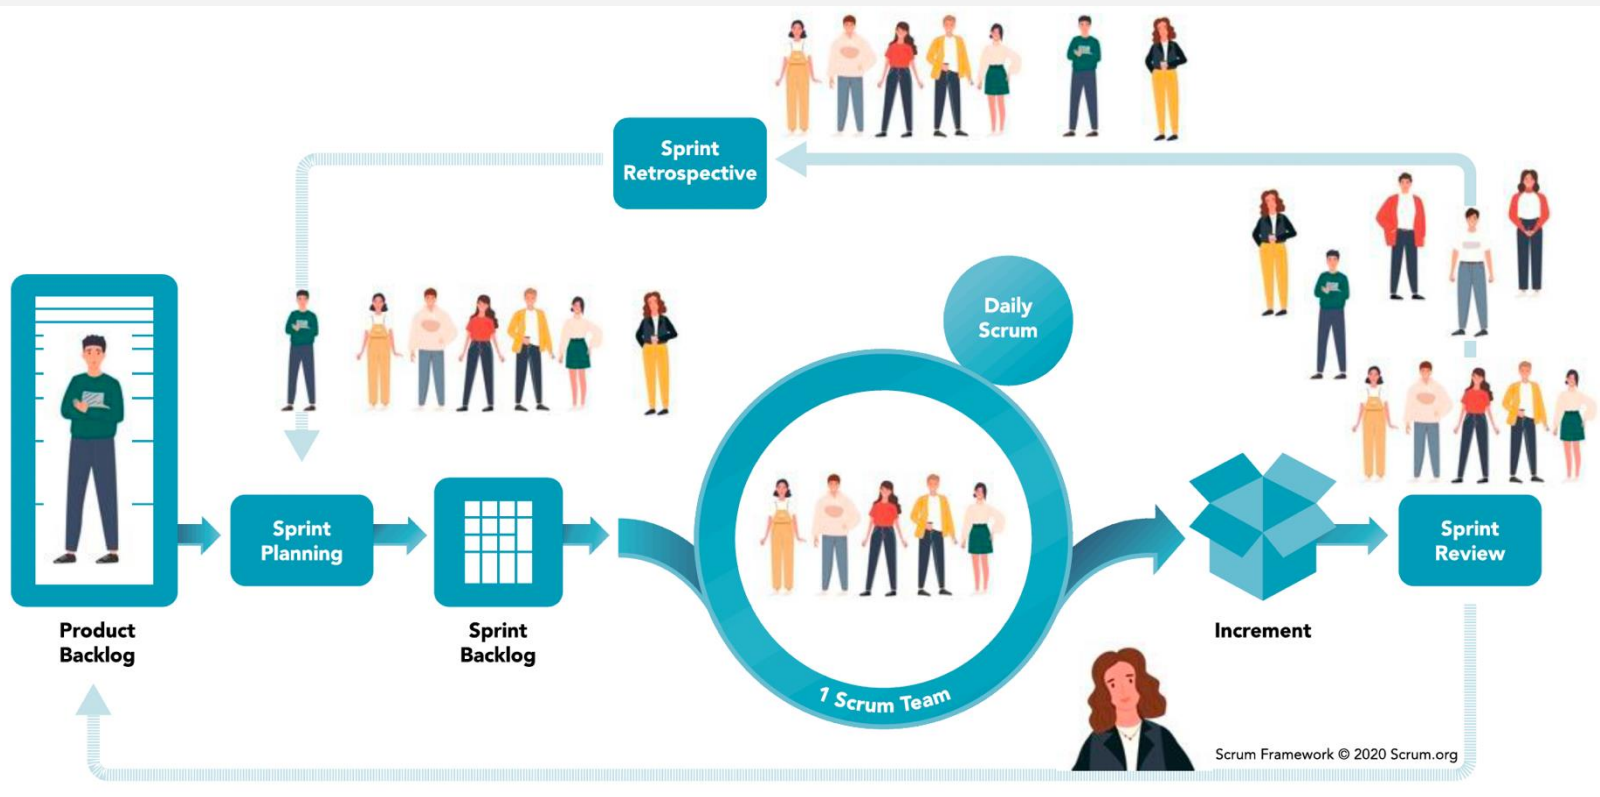 Sprint
Retrospective
Daily
Scrum
Sprint
Planning
Sprint
Review
Product
Backlog
Sprint
Backlog
Increment
1 Scrum Team
Scrum Framework © 2020 Scrum.org